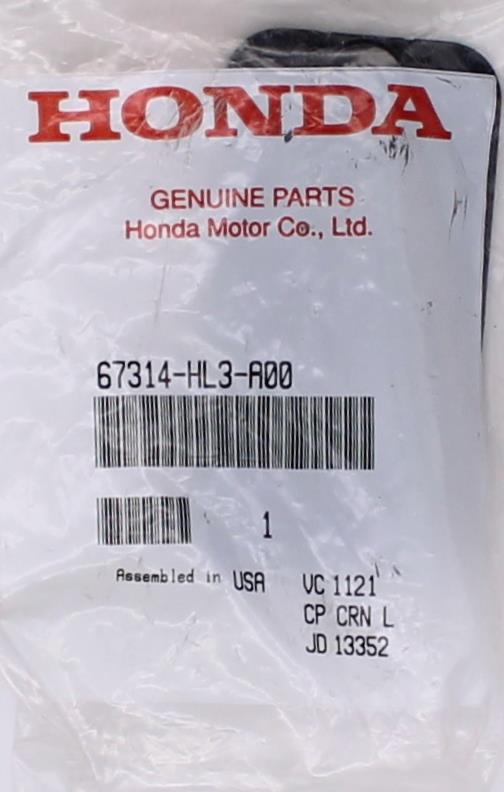 HONDA
GENUINE PARTS
Honda Motor Co., Ltd.
67314-HL3-A00
1
Assembled in USA VC 1121
CP CRN L
JD 13352